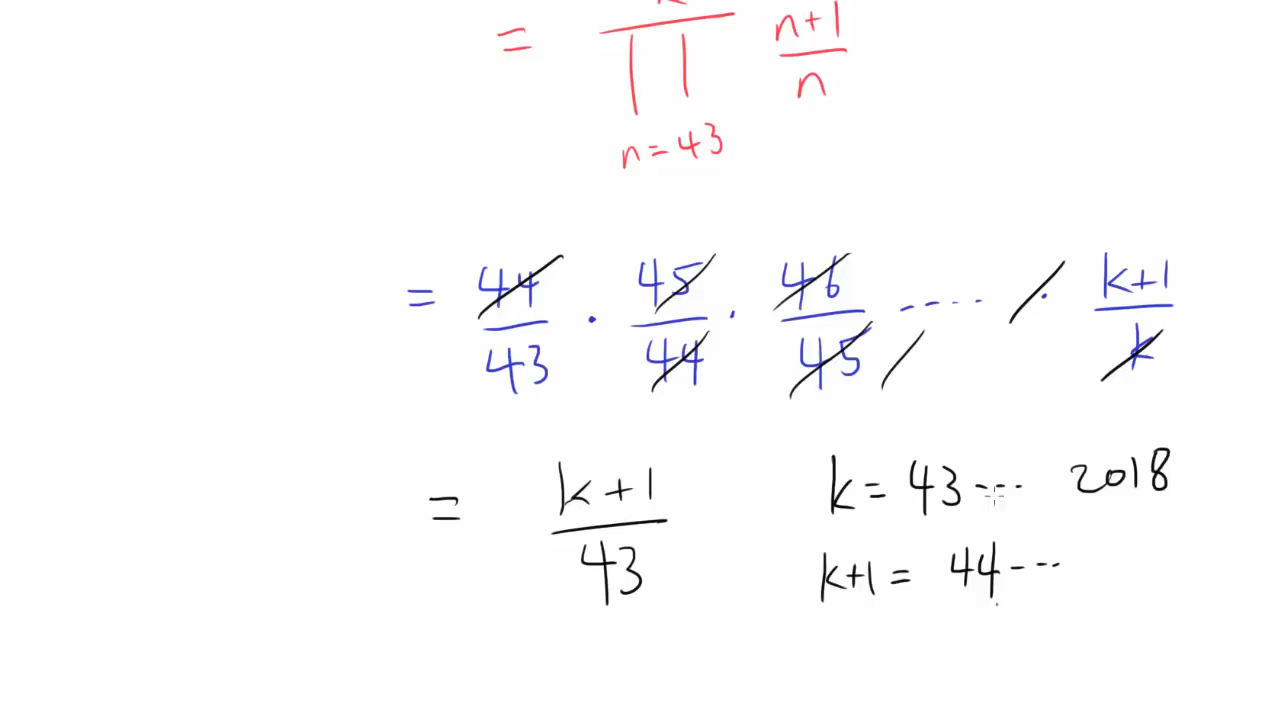 = ∏ n+1/n
n=43
= 44/43 · 45/44 · 46/45 ..... · k+1/k
= k+1/43
k = 43 ... 2018
k+1 = 44 ...